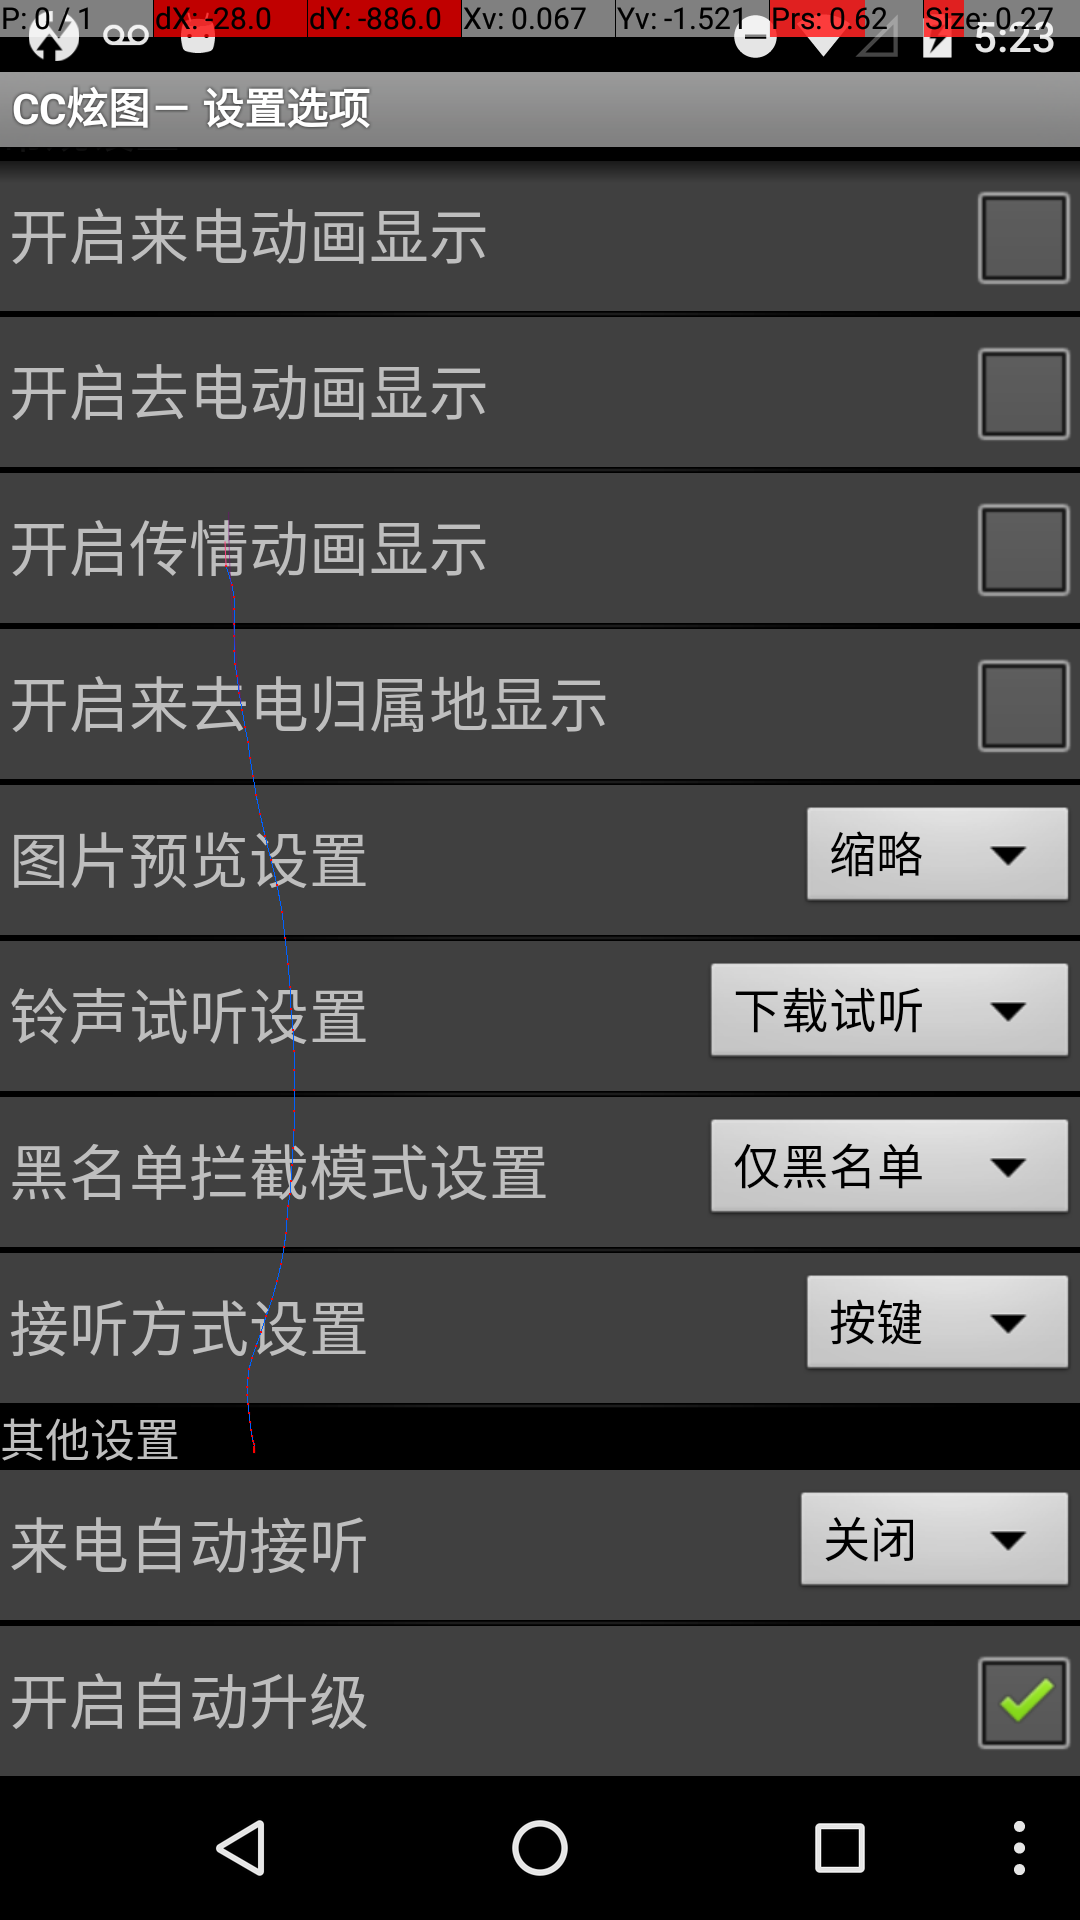 P: 0 / 1 dX: -28.0 dY: -886.0 Xv: 0.067 Yv: -1.521 Prs: 0.62 Size: 0.27
5:23
CC炫图一 设置选项
开启来电动画显示
开启去电动画显示
开启传情动画显示
开启来去电归属地显示
图片预览设置 缩略
铃声试听设置 下载试听
黑名单拦截模式设置 仅黑名单
接听方式设置 按键
其他设置
来电自动接听 关闭
开启自动升级